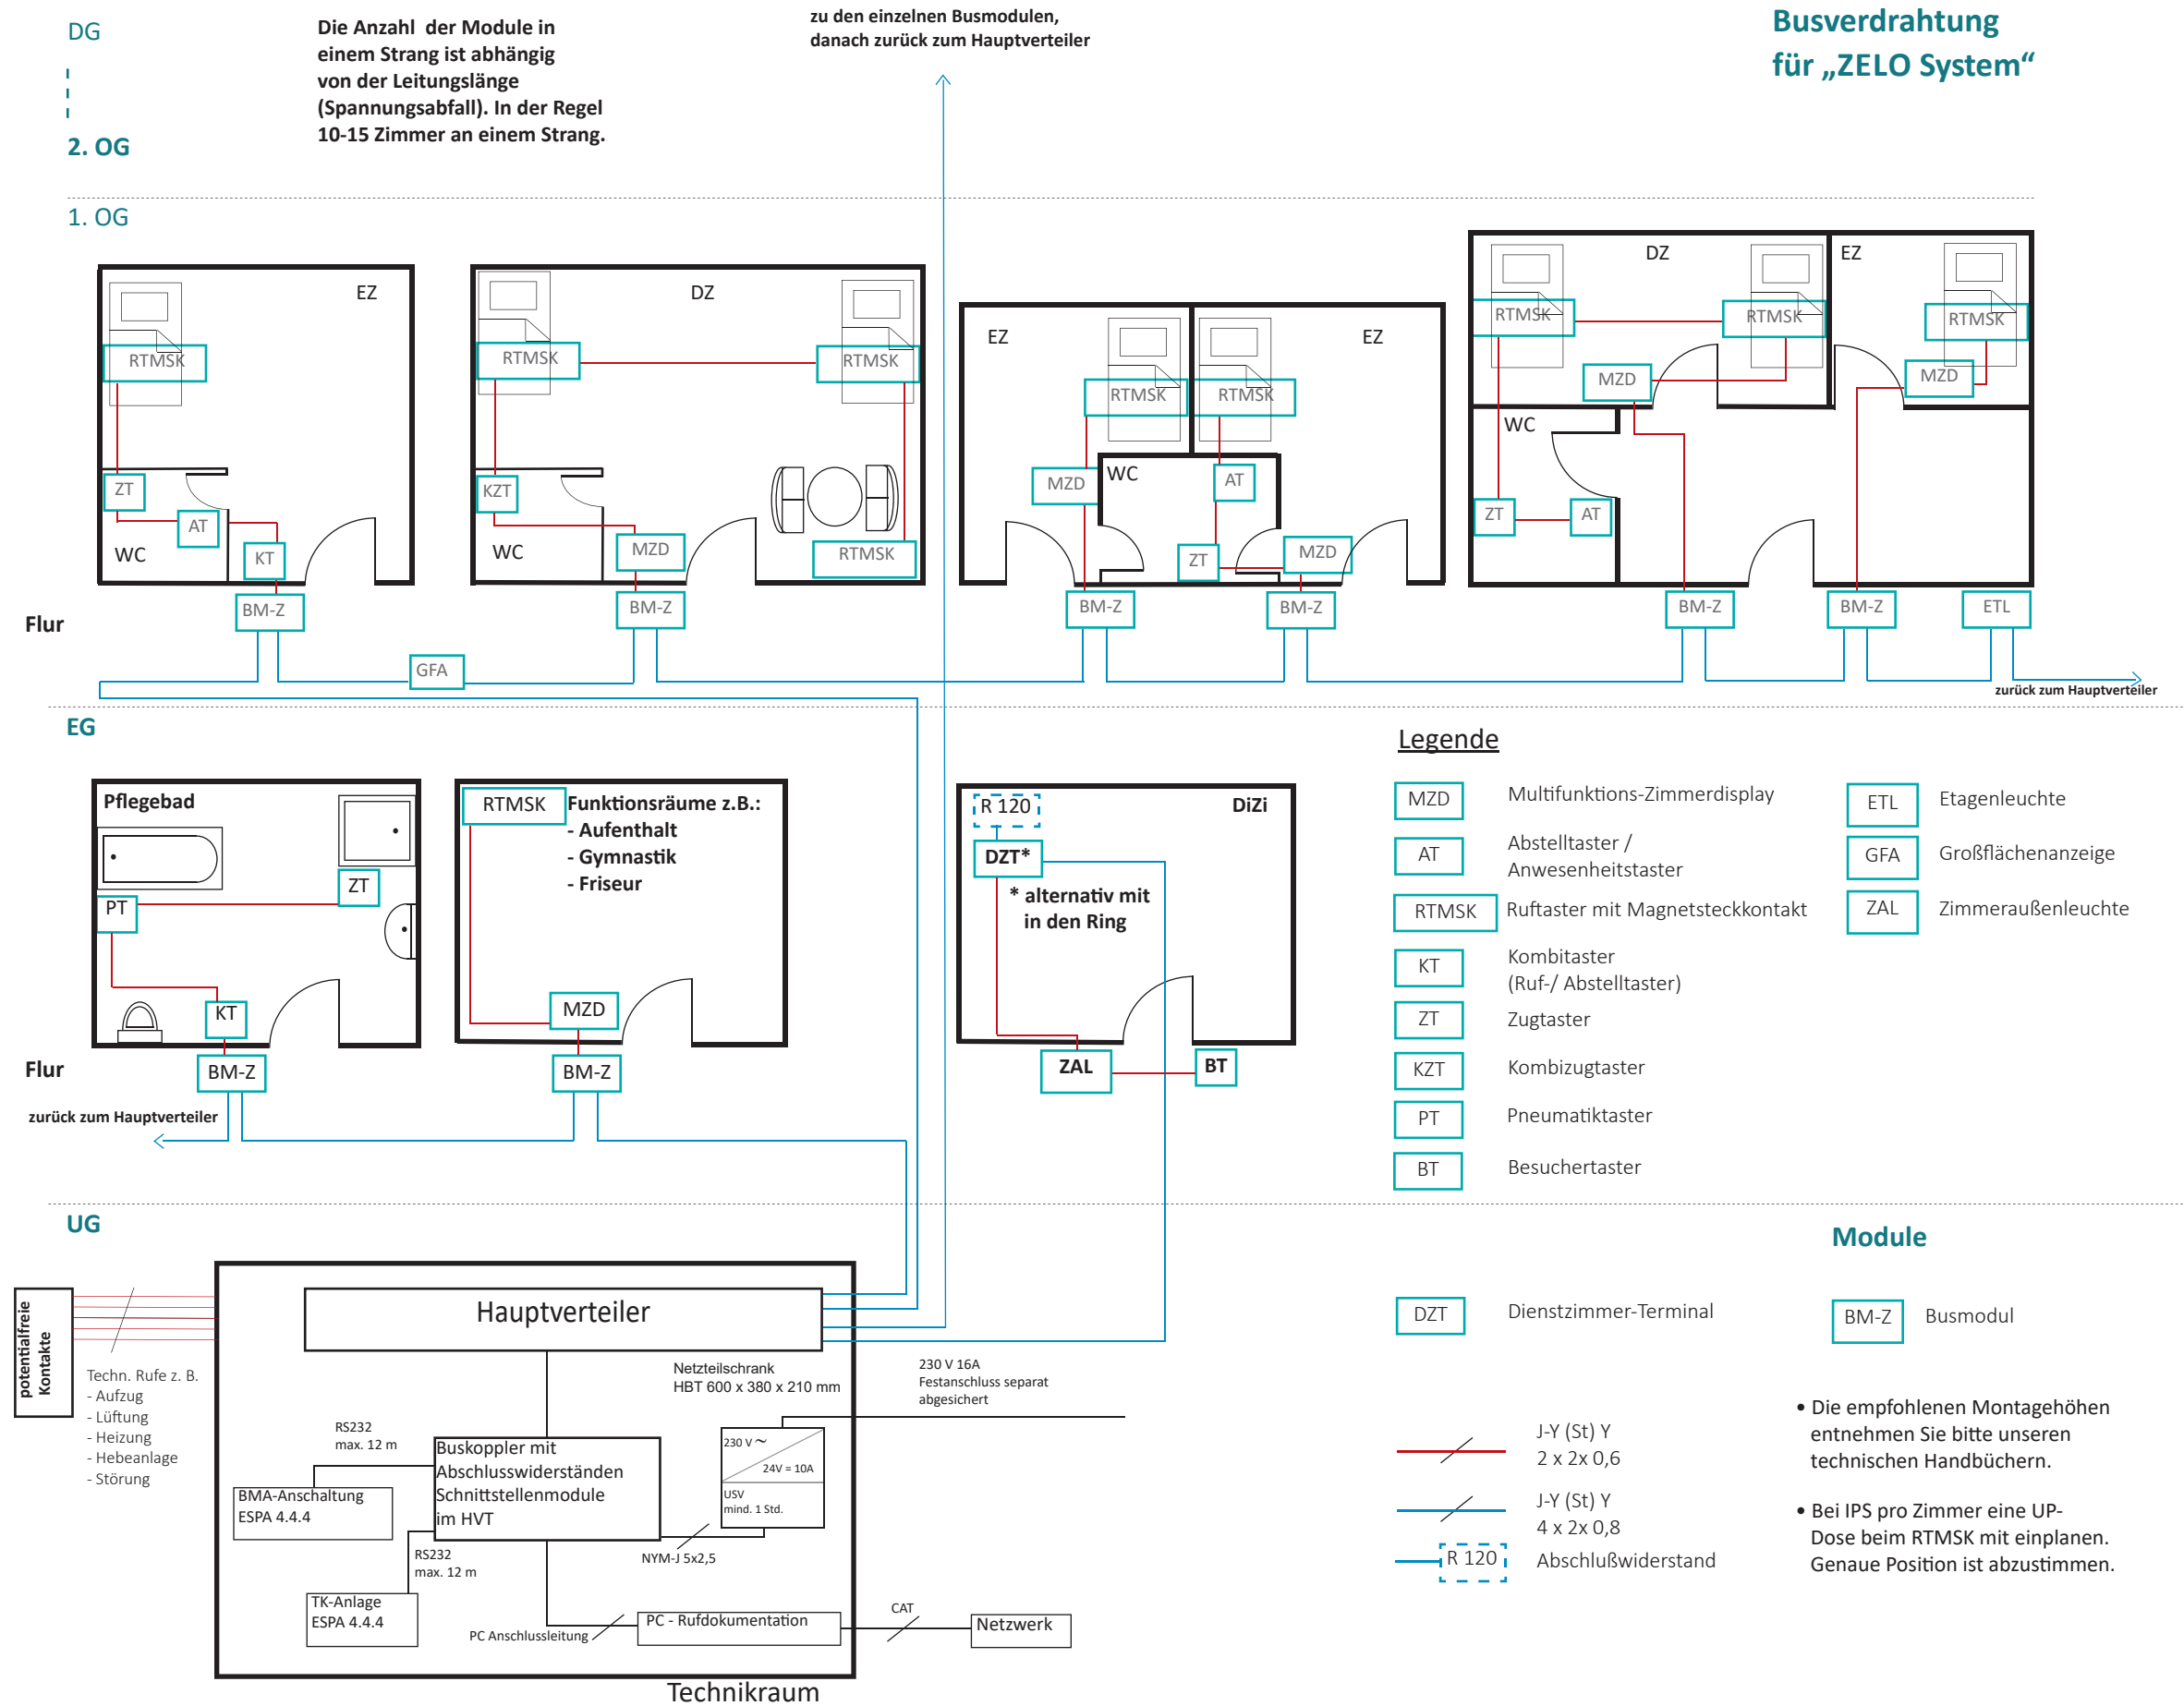 DG
2. OG
Die Anzahl  der Module in
einem Strang ist abhängig
von der Leitungslänge
(Spannungsabfall). In der Regel
10-15 Zimmer an einem Strang.
zu den einzelnen Busmodulen,
danach zurück zum Hauptverteiler
Busverdrahtung
für „ZELO System“
1. OG
EZ
RTMSK
ZT
AT
WC
KT
BM-Z
Flur
GFA
DZ
RTMSK
RTMSK
KZT
WC
MZD
RTMSK
BM-Z
EZ
EZ
RTMSK
RTMSK
MZD
WC
AT
ZT
MZD
BM-Z
BM-Z
DZ
EZ
RTMSK
RTMSK
RTMSK
MZD
MZD
WC
ZT
AT
BM-Z
BM-Z
ETL
zurück zum Hauptverteiler
EG
Pflegebad
ZT
PT
KT
Flur
BM-Z
zurück zum Hauptverteiler
RTMSK
Funktionsräume z.B.:
- Aufenthalt
- Gymnastik
- Friseur
MZD
BM-Z
R 120
DiZi
DZT*
* alternativ mit
in den Ring
ZAL
BT
Legende
MZD Multifunktions-Zimmerdisplay
AT Abstelltaster /
Anwesenheitstaster
RTMSK Ruftaster mit Magnetsteckkontakt
KT Kombitaster
(Ruf-/ Abstelltaster)
ZT Zugtaster
KZT Kombizugtaster
PT Pneumatiktaster
BT Besuchertaster
ETL Etagenleuchte
GFA Großflächenanzeige
ZAL Zimmeraußenleuchte
UG
potentialfreie
Kontakte
Techn. Rufe z. B.
- Aufzug
- Lüftung
- Heizung
- Hebeanlage
- Störung
Hauptverteiler
Netzteilschrank
HBT 600 x 380 x 210 mm
230 V 16A
Festanschluss separat
abgesichert
RS232
max. 12 m
Buskoppler mit
Abschlusswiderständen
Schnittstellenmodule
im HVT
230 V ~
24V = 10A
USV
mind. 1 Std.
BMA-Anschaltung
ESPA 4.4.4
NYM-J 5x2,5
RS232
max. 12 m
TK-Anlage
ESPA 4.4.4
PC Anschlussleitung
PC - Rufdokumentation
CAT
Netzwerk
Technikraum
Module
DZT Dienstzimmer-Terminal
BM-Z Busmodul
J-Y (St) Y
2 x 2x 0,6
J-Y (St) Y
4 x 2x 0,8
R 120 Abschlußwiderstand
• Die empfohlenen Montagehöhen
entnehmen Sie bitte unseren
technischen Handbüchern.
• Bei IPS pro Zimmer eine UP-
Dose beim RTMSK mit einplanen.
Genaue Position ist abzustimmen.